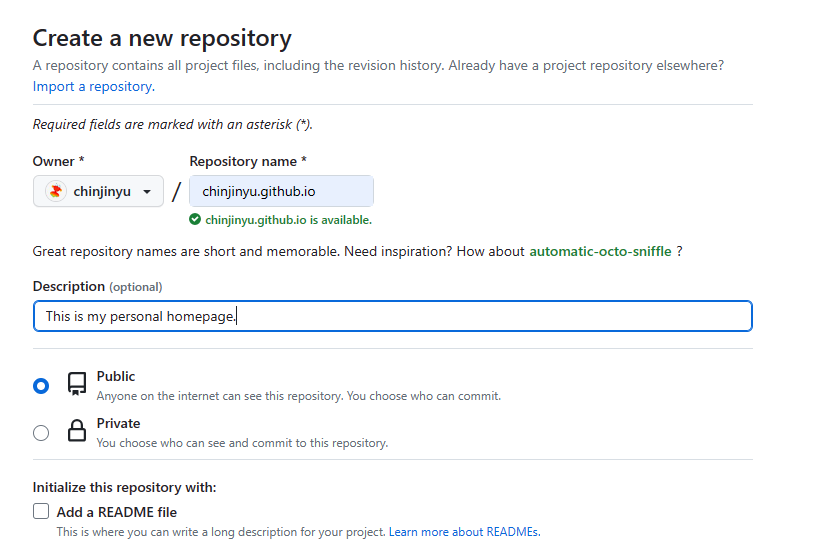 Create a new repository
A repository contains all project files, including the revision history. Already have a project repository elsewhere?
Import a repository.
Required fields are marked with an asterisk (*).
Owner * Repository name *
chinjinyu / chinjinyu.github.io
chinjinyu.github.io is available.
Great repository names are short and memorable. Need inspiration? How about automatic-octo-sniffle ?
Description (optional)
This is my personal homepage.
Public
Anyone on the internet can see this repository. You choose who can commit.
Private
You choose who can see and commit to this repository.
Initialize this repository with:
Add a README file
This is where you can write a long description for your project. Learn more about READMEs.